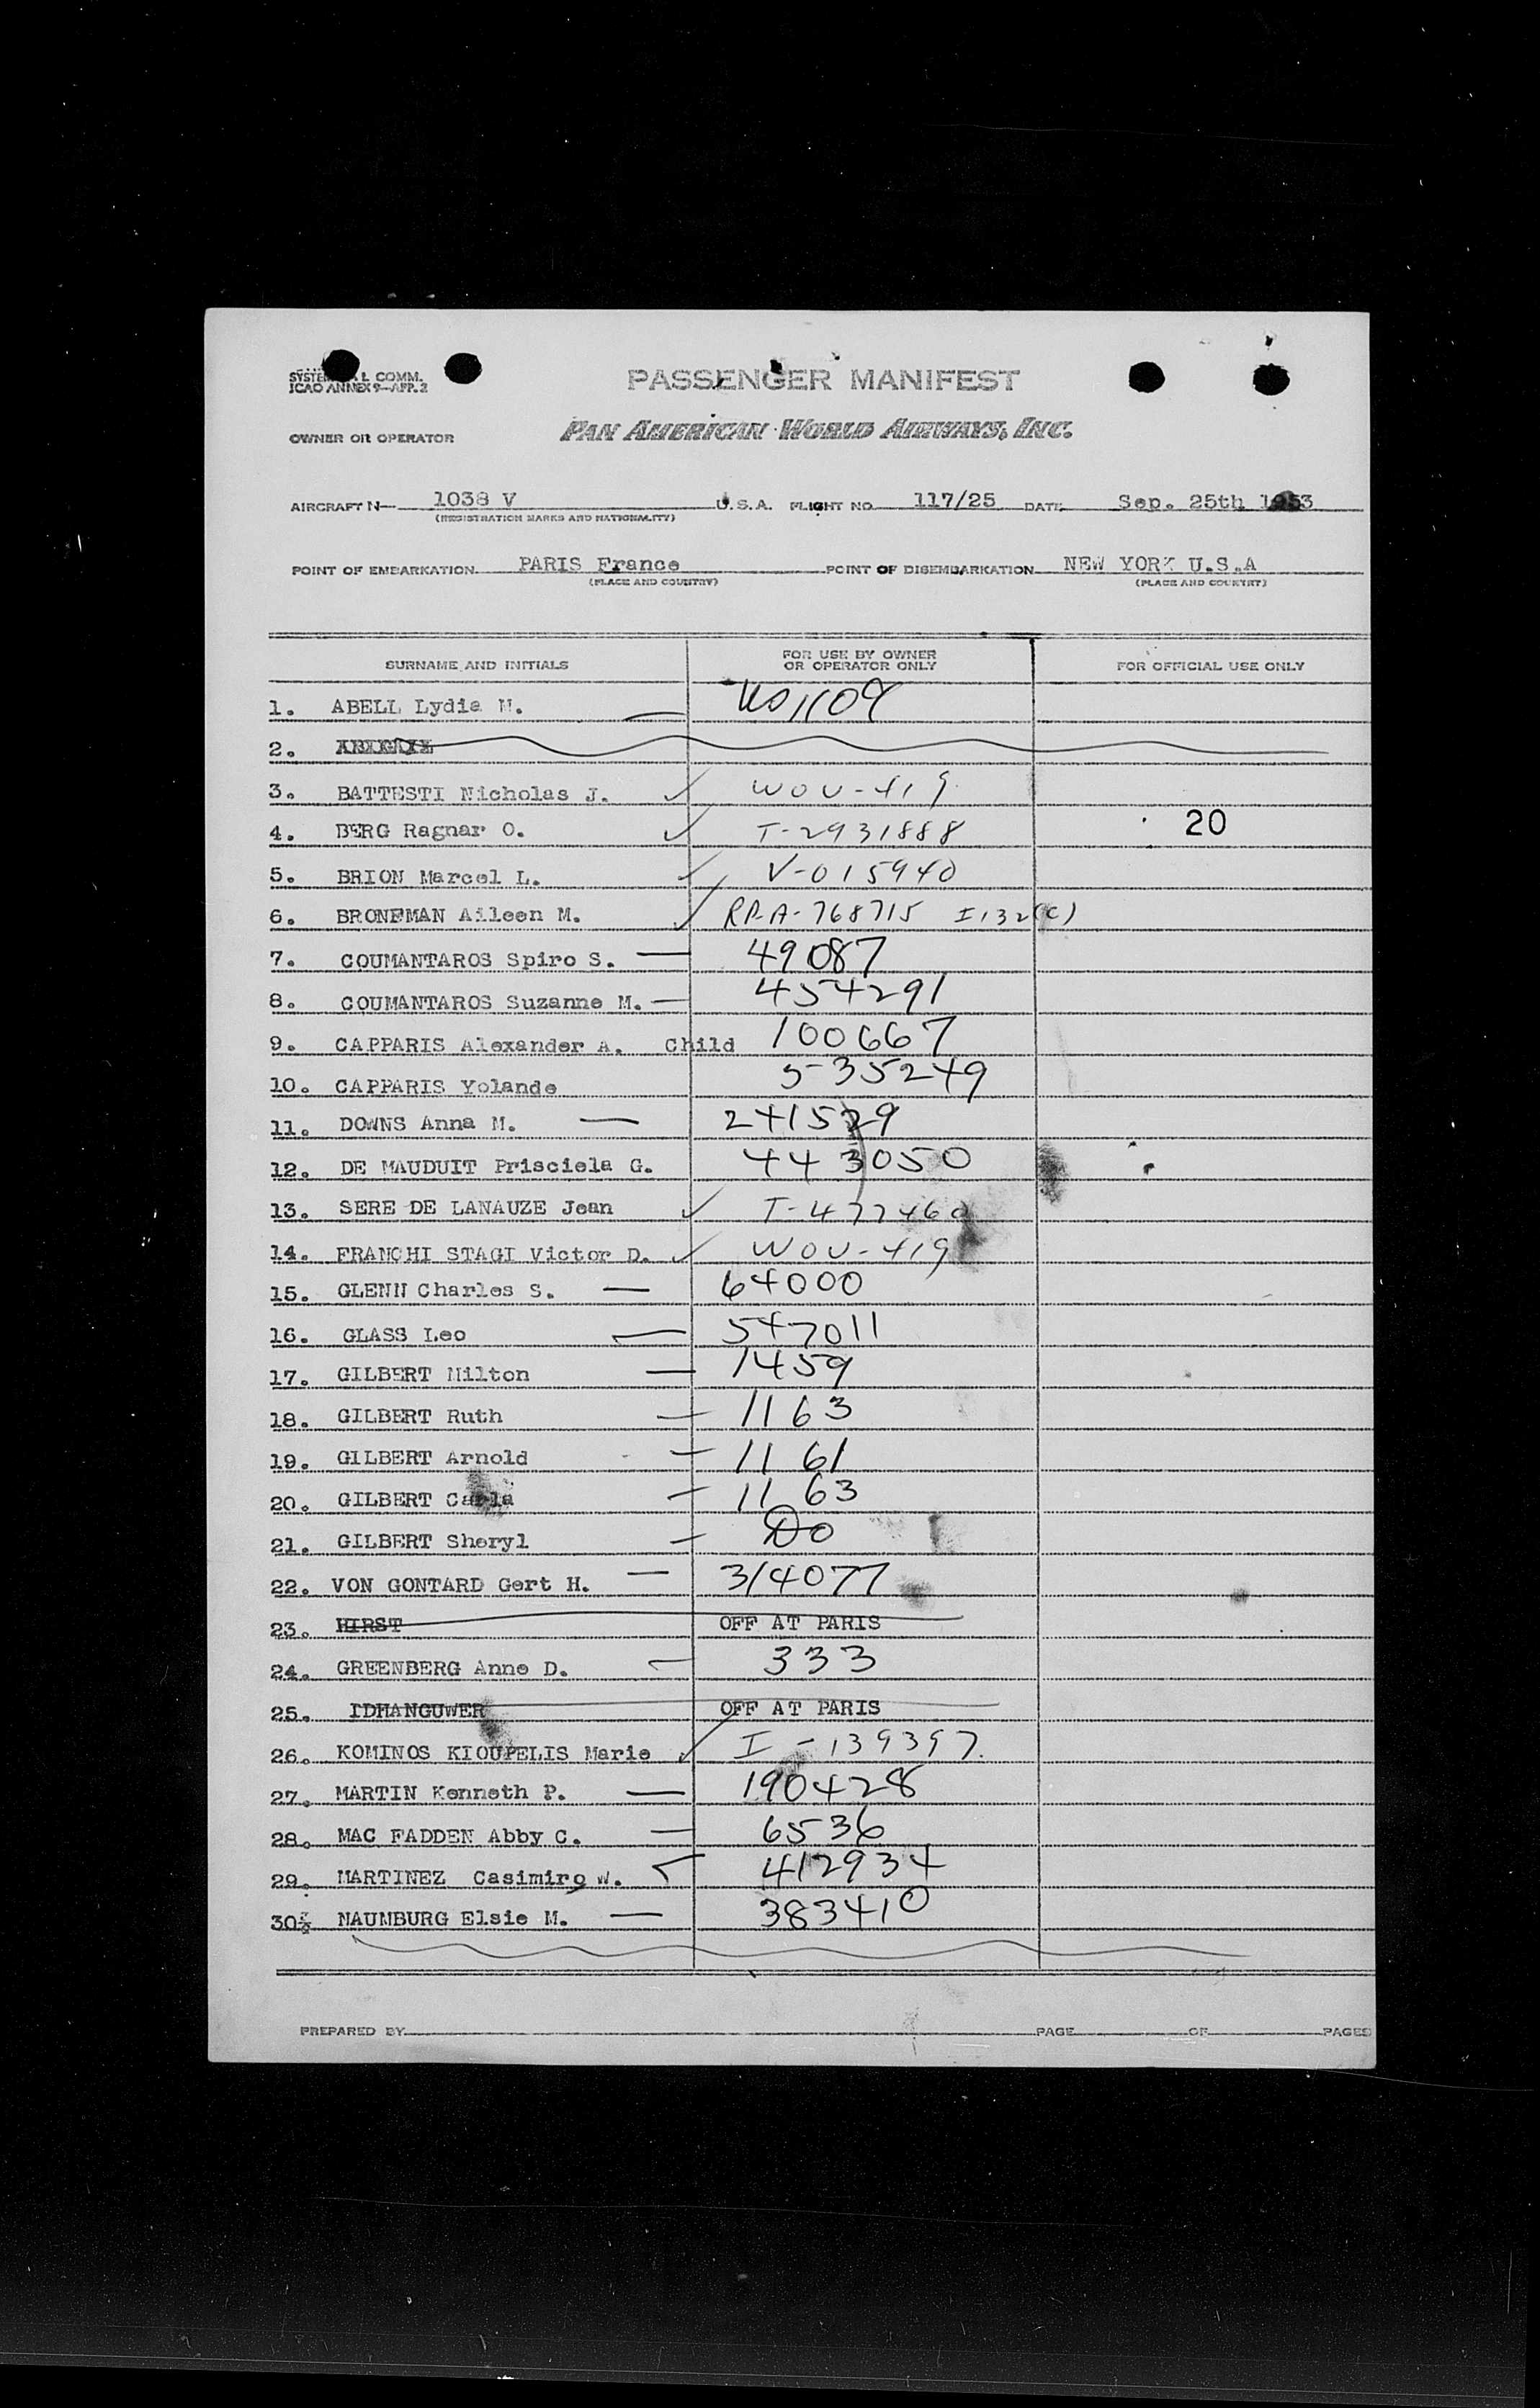 PASSENGER MANIFEST
L COMM.
ICAO ANNEX 9—APP. 2
OWNER OR OPERATOR PAN AMERICAN WORLD AIRWAYS, INC.
AIRCRAFT N— 1038 V U.S.A. FLIGHT NO. 117/25 DATE Sep. 25th 1953
(REGISTRATION MARKS AND NATIONALITY)
POINT OF EMBARKATION PARIS France POINT OF DISEMBARKATION NEW YORK U.S.A
(PLACE AND COUNTRY) (PLACE AND COUNTRY)
SURNAME AND INITIALS FOR USE BY OWNER OR OPERATOR ONLY FOR OFFICIAL USE ONLY
1. ABELL Lydia M. 1109
2.
3. BATTESTI Nicholas J. ✓ WOU-419
4. BERG Ragnar O. ✓ T-2931888 20
5. BRION Marcel L. ✓ V-015940
6. BRONFMAN Aileen M. ✓ RP-A-768715 I132(c)
7. COUMANTAROS Spiro S. — 49087
8. COUMANTAROS Suzanne M. — 454291
9. CAPPARIS Alexander A. Child 100667
10. CAPPARIS Yolande 535249
11. DOWNS Anna M. — 241529
12. DE MAUDUIT Prisciela G. 443050
13. SERE DE LANAUZE Jean ✓ T-477460
14. FRANCHI STAGI Victor D. ✓ WOU-419
15. GLENN Charles S. — 64000
16. GLASS Leo — 547011
17. GILBERT Milton — 1459
18. GILBERT Ruth — 1163
19. GILBERT Arnold — 1161
20. GILBERT Carla — 1163
21. GILBERT Sheryl — Do
22. VON GONTARD Gert H. — 314077
23. HIRST OFF AT PARIS
24. GREENBERG Anne D. — 333
25. IDHANGUWER OFF AT PARIS
26. KOMINOS KIOUPELIS Marie ✓ I-139397.
27. MARTIN Kenneth P. — 190428
28. MAC FADDEN Abby C. — 6536
29. MARTINEZ Casimiro W. — 412934
30. NAUMBURG Elsie M. — 383410
PREPARED BY PAGE OF PAGES